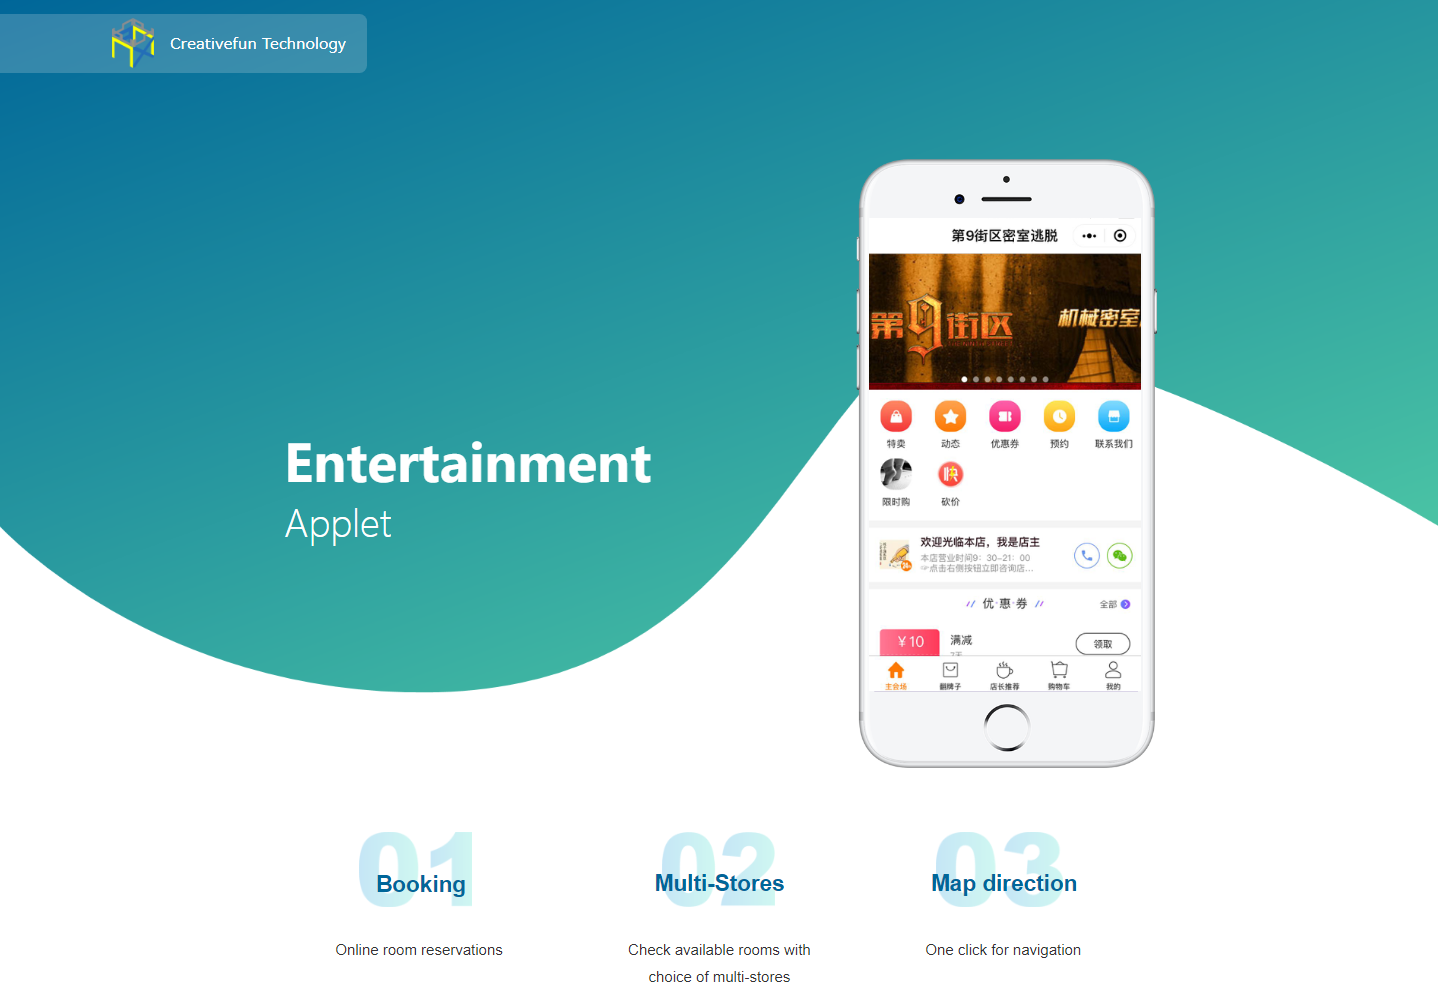 Creativefun Technology
第9街区密室逃脱
第9街区
机械密室
特卖
动态
优惠券
预约
联系我们
快
限时购
砍价
Entertainment
Applet
欢迎光临本店，我是店主
本店营业时间9：30~21：00
☞点击右侧按钮立即咨询店...
优·惠·券
全部
￥10
满减
领取
主会场
翻牌子
店长推荐
购物车
我的
01
Booking
Online room reservations
02
Multi-Stores
Check available rooms with
choice of multi-stores
03
Map direction
One click for navigation